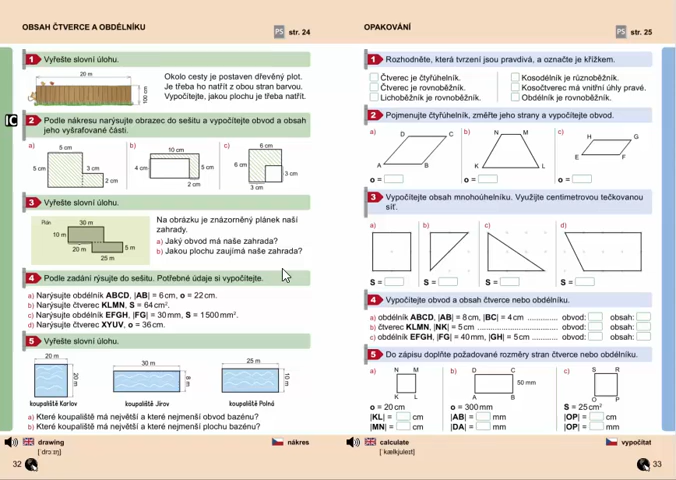 OBSAH ČTVERCE A OBDÉLNÍKU
PS str. 24
1 Vyřešte slovní úlohu.
20 m
100 cm
Okolo cesty je postaven dřevěný plot.
Je třeba ho natřít z obou stran barvou.
Vypočítejte, jakou plochu je třeba natřít.
IC
2 Podle nákresu narýsujte obrazec do sešitu a vypočítejte obvod a obsah
jeho vyšrafované části.
a) 5 cm 5 cm 3 cm 2 cm
b) 10 cm 4 cm 5 cm 2 cm
c) 6 cm 6 cm 3 cm 3 cm
3 Vyřešte slovní úlohu.
Plán 30 m
10 m
20 m 5 m
25 m
Na obrázku je znázorněný plánek naší
zahrady.
a) Jaký obvod má naše zahrada?
b) Jakou plochu zaujímá naše zahrada?
4 Podle zadání rýsujte do sešitu. Potřebné údaje si vypočítejte.
a) Narýsujte obdélník ABCD, |AB| = 6 cm, o = 22 cm.
b) Narýsujte čtverec KLMN, S = 64 cm².
c) Narýsujte obdélník EFGH, |FG| = 30 mm, S = 1 500 mm².
d) Narýsujte čtverec XYUV, o = 36 cm.
5 Vyřešte slovní úlohu.
20 m 20 m
30 m 8 m
25 m 10 m
koupaliště Karlov
koupaliště Jírov
koupaliště Polná
a) Které koupaliště má největší a které nejmenší obvod bazénu?
b) Které koupaliště má největší a které nejmenší plochu bazénu?
drawing
[ˈdrɔːɪŋ]
nákres
32
OPAKOVÁNÍ
PS str. 25
1 Rozhodněte, která tvrzení jsou pravdivá, a označte je křížkem.
Čtverec je čtyřúhelník.
Čtverec je rovnoběžník.
Lichoběžník je rovnoběžník.
Kosodélník je různoběžník.
Kosočtverec má vnitřní úhly pravé.
Obdélník je rovnoběžník.
2 Pojmenujte čtyřúhelník, změřte jeho strany a vypočítejte obvod.
a) D C A B
o =
b) N M K L
o =
c) H G E F
o =
3 Vypočítejte obsah mnohoúhelníku. Využijte centimetrovou tečkovanou
síť.
a) b) c) d)
S = S = S = S =
4 Vypočítejte obvod a obsah čtverce nebo obdélníku.
a) obdélník ABCD, |AB| = 8 cm, |BC| = 4 cm .............. obvod: obsah:
b) čtverec KLMN, |NK| = 5 cm .................................... obvod: obsah:
c) obdélník EFGH, |FG| = 40 mm, |GH| = 5 cm ........... obvod: obsah:
5 Do zápisu doplňte požadované rozměry stran čtverce nebo obdélníku.
a) N M K L
o = 20 cm
|KL| = cm
|MN| = cm
b) D C 50 mm A B
o = 300 mm
|AB| = mm
|DA| = mm
c) S R O P
S = 25 cm²
|OP| = cm
|OP| = mm
calculate
[ˈkælkjuleɪt]
vypočítat
33